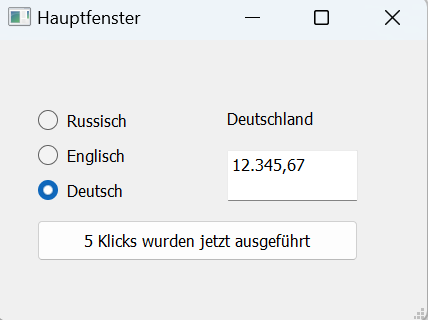 Hauptfenster
Russisch
Englisch
Deutsch
Deutschland
12.345,67
5 Klicks wurden jetzt ausgeführt